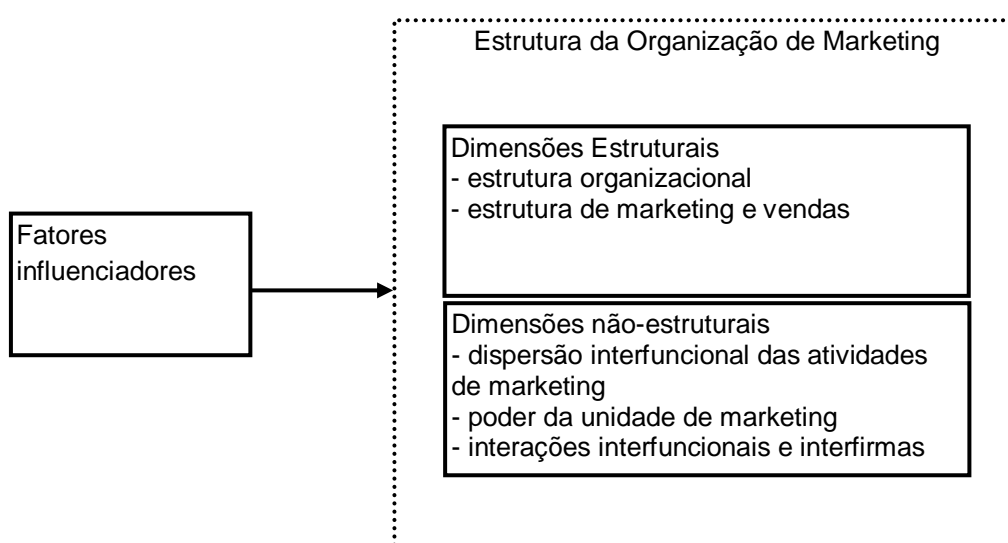 Estrutura da Organização de Marketing
Dimensões Estruturais
- estrutura organizacional
- estrutura de marketing e vendas
Fatores
influenciadores
Dimensões não-estruturais
- dispersão interfuncional das atividades
de marketing
- poder da unidade de marketing
- interações interfuncionais e interfirmas